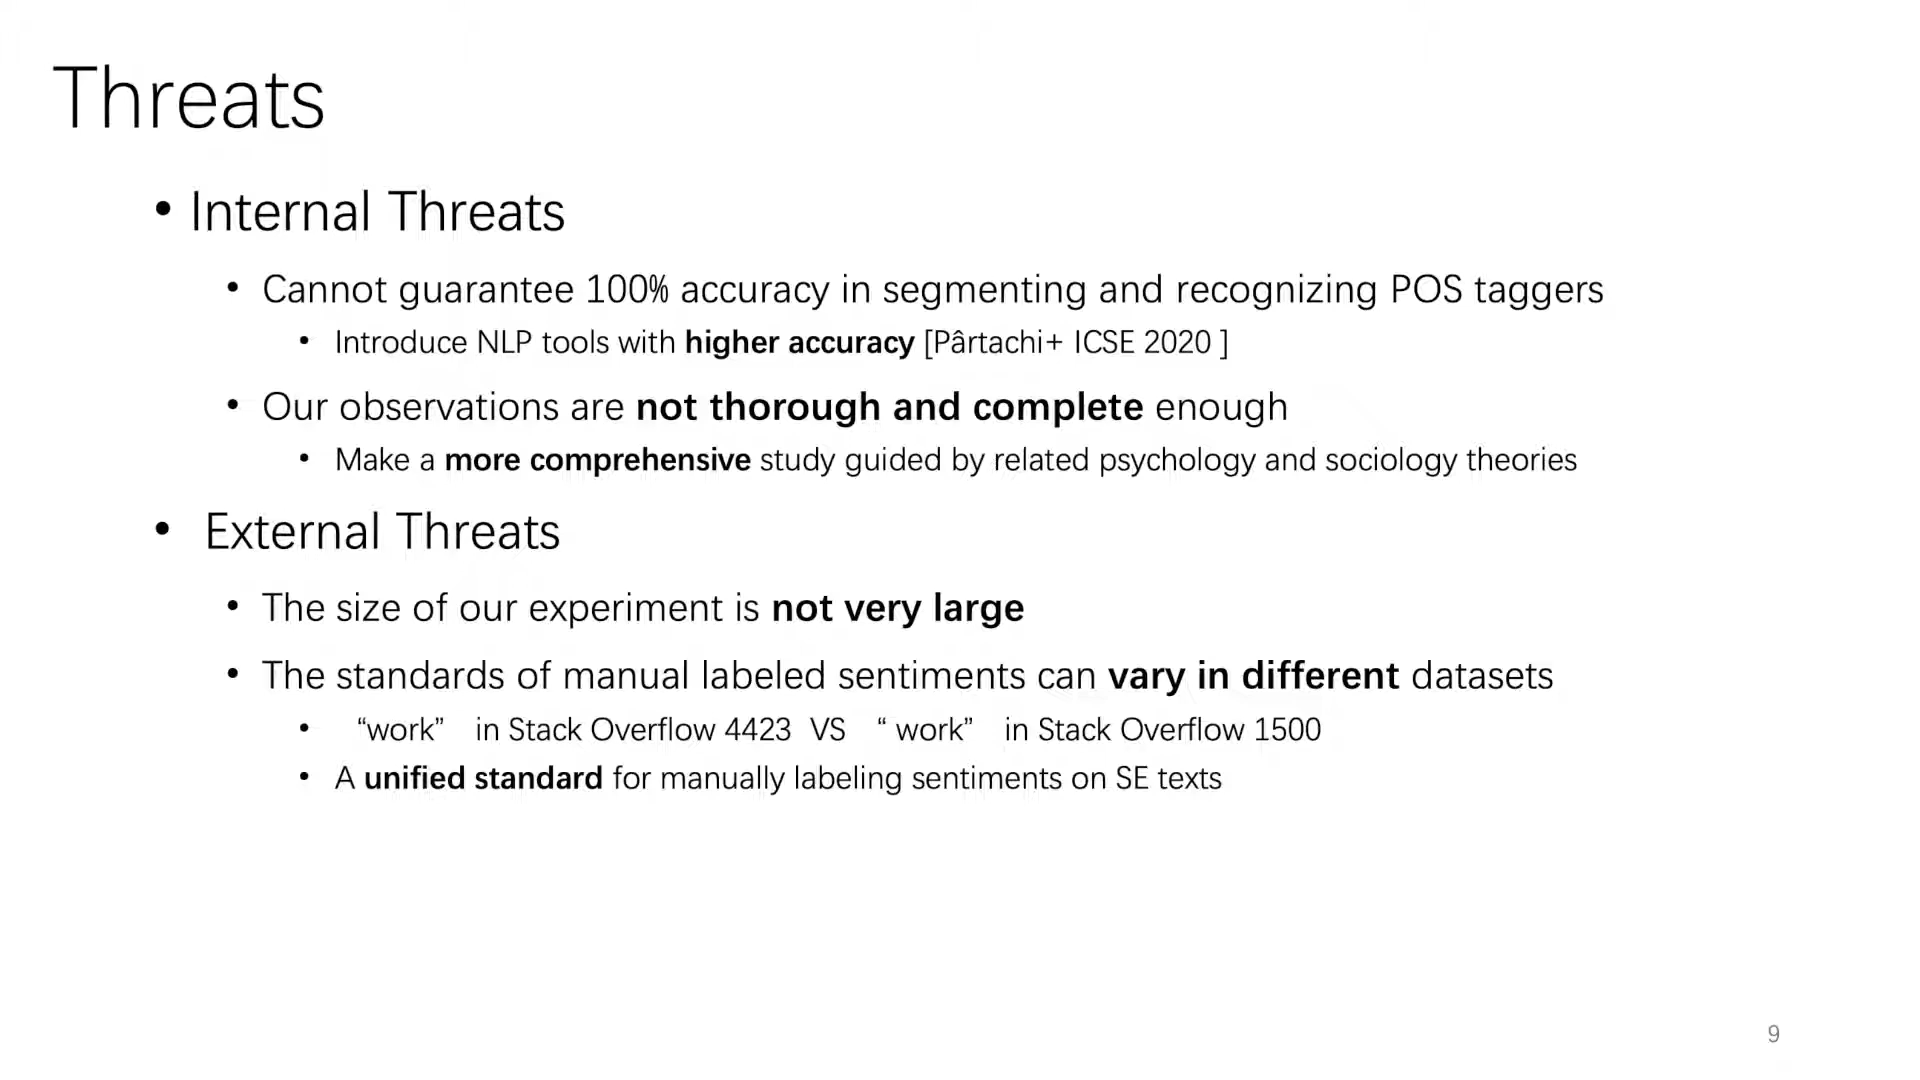 Threats
• Internal Threats
• Cannot guarantee 100% accuracy in segmenting and recognizing POS taggers
• Introduce NLP tools with higher accuracy [Pârtachi+ ICSE 2020 ]
• Our observations are not thorough and complete enough
• Make a more comprehensive study guided by related psychology and sociology theories
• External Threats
• The size of our experiment is not very large
• The standards of manual labeled sentiments can vary in different datasets
• “work” in Stack Overflow 4423 VS “ work” in Stack Overflow 1500
• A unified standard for manually labeling sentiments on SE texts
9